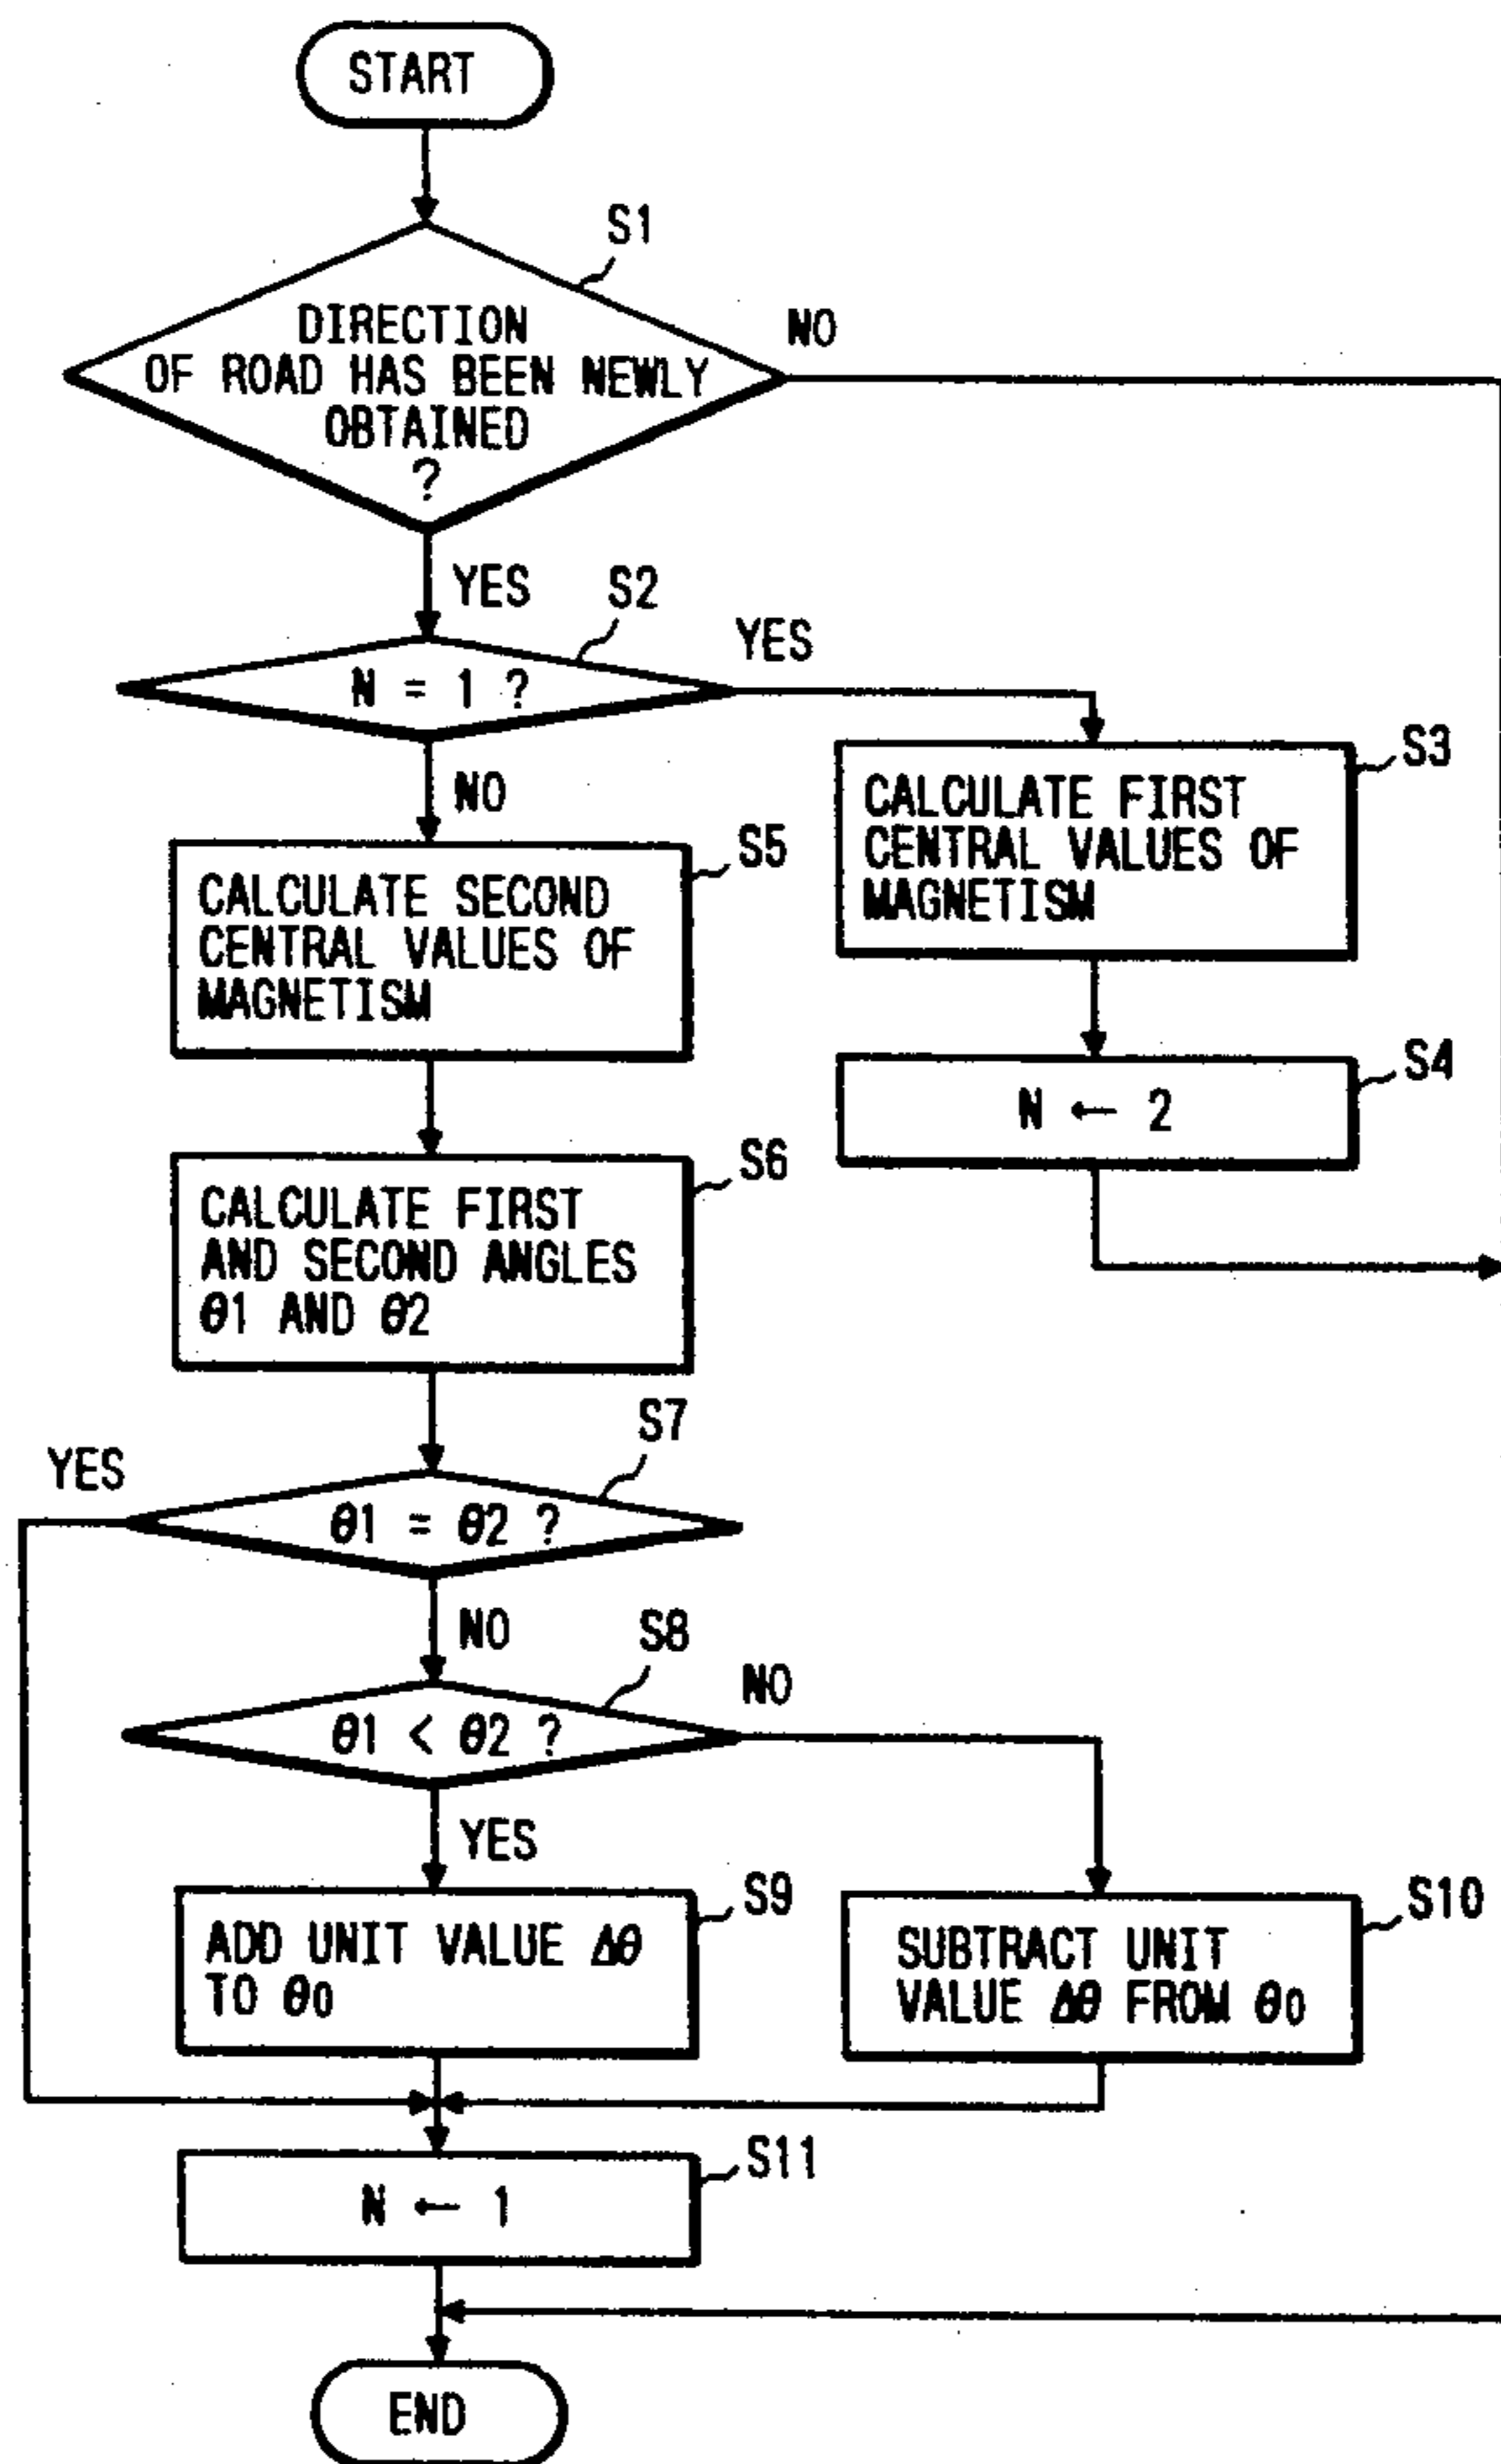 START
S1
DIRECTION
OF ROAD HAS BEEN NEWLY
OBTAINED
?
NO
YES
S2
N = 1 ?
YES
NO
S3
CALCULATE FIRST
CENTRAL VALUES OF
MAGNETISM
S4
N ← 2
S5
CALCULATE SECOND
CENTRAL VALUES OF
MAGNETISM
S6
CALCULATE FIRST
AND SECOND ANGLES
θ1 AND θ2
S7
YES
θ1 = θ2 ?
NO
S8
θ1 < θ2 ?
NO
YES
S9
ADD UNIT VALUE Δθ
TO θ0
S10
SUBTRACT UNIT
VALUE Δθ FROM θ0
S11
N ← 1
END